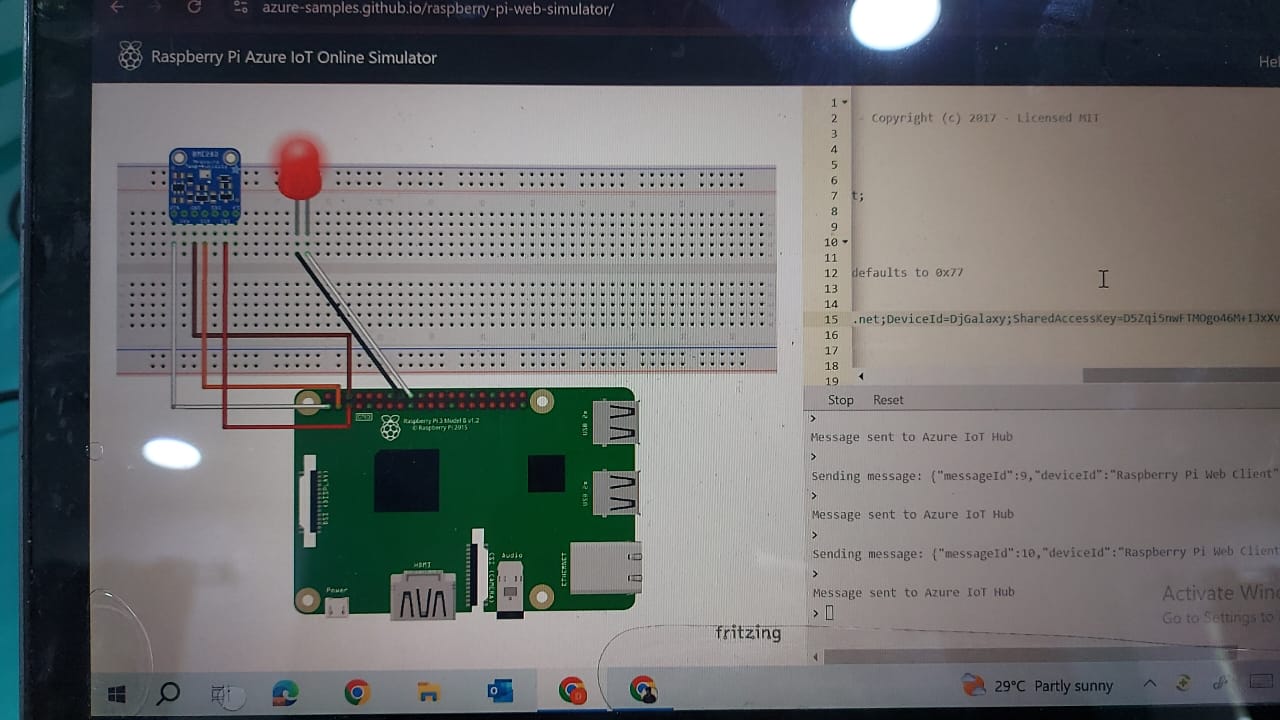 azure-samples.github.io/raspberry-pi-web-simulator/
Raspberry Pi Azure IoT Online Simulator
Hel
1
2 - Copyright (c) 2017 - Licensed MIT
3
4
5
6
7 t;
8
9
10
11
12 defaults to 0x77
13
14
15 .net;DeviceId=DjGalaxy;SharedAccessKey=
16
17
18
19
Stop Reset
>
Message sent to Azure IoT Hub
>
Sending message: {"messageId":9,"deviceId":"Raspberry Pi Web Client"
>
Message sent to Azure IoT Hub
>
Sending message: {"messageId":10,"deviceId":"Raspberry Pi Web Client
>
Message sent to Azure IoT Hub
>
Activate Win
Go to Settings to
BME280
Raspberry Pi 3 Model B v1.2
© Raspberry Pi 2015
USB 2x
USB 2x
DSI (DISPLAY)
CSI (CAMERA)
Audio
ETHERNET
HDMI
Power
fritzing
29°C Partly sunny